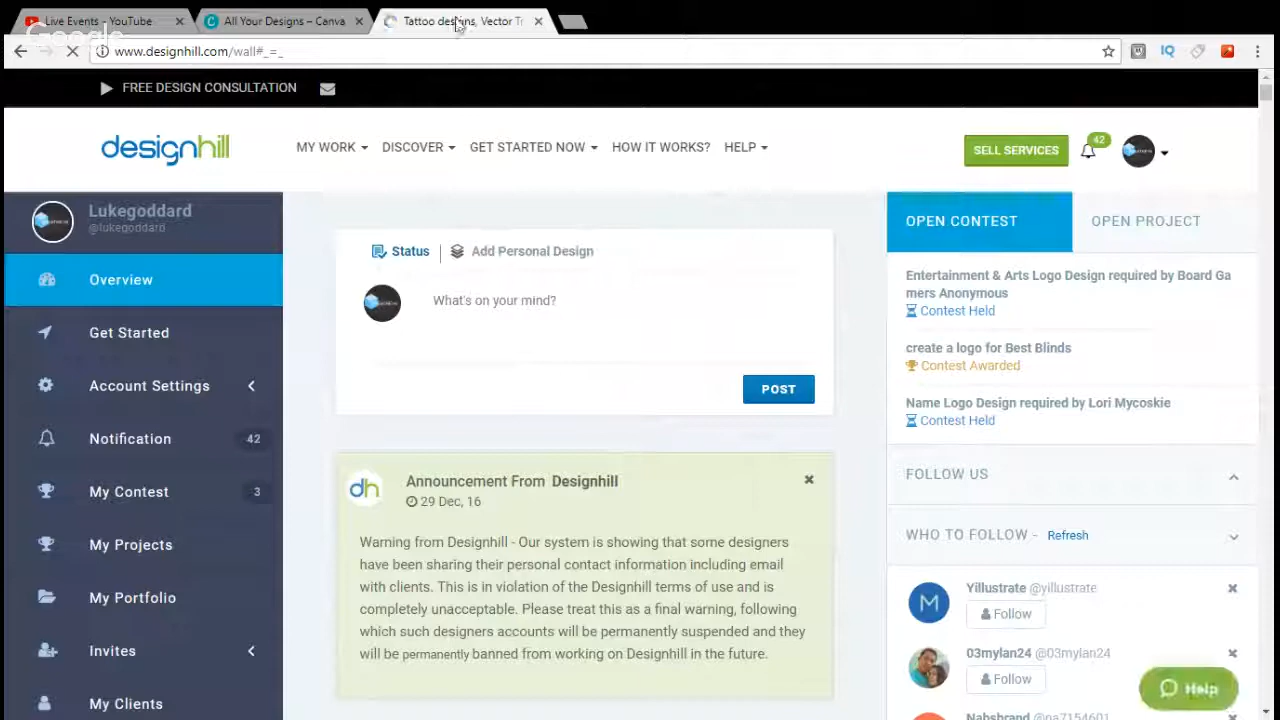 Live Events - YouTube
All Your Designs – Canva
Tattoo designs, Vector Tr
Google
www.designhill.com/wall#_=_
IQ
FREE DESIGN CONSULTATION
designhill
MY WORK
DISCOVER
GET STARTED NOW
HOW IT WORKS?
HELP
SELL SERVICES
42
Lukegoddard
@lukegoddard
Overview
Get Started
Account Settings
Notification 42
My Contest 3
My Projects
My Portfolio
Invites
My Clients
Status
Add Personal Design
What's on your mind?
POST
dh
Announcement From Designhill
29 Dec, 16
Warning from Designhill - Our system is showing that some designers
have been sharing their personal contact information including email
with clients. This is in violation of the Designhill terms of use and is
completely unacceptable. Please treat this as a final warning, following
which such designers accounts will be permanently suspended and they
will be permanently banned from working on Designhill in the future.
OPEN CONTEST
OPEN PROJECT
Entertainment & Arts Logo Design required by Board Ga
mers Anonymous
Contest Held
create a logo for Best Blinds
Contest Awarded
Name Logo Design required by Lori Mycoskie
Contest Held
FOLLOW US
WHO TO FOLLOW - Refresh
M
Yillustrate @yillustrate
Follow
03mylan24 @03mylan24
Follow
Nabsbrand @na7154601
Help